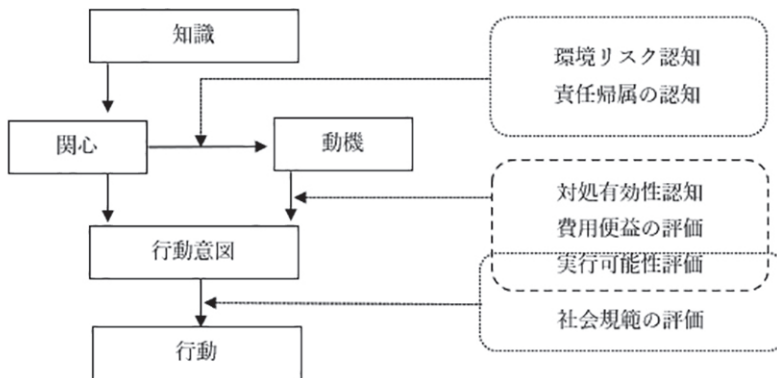 知識
環境リスク認知
責任帰属の認知
関心
動機
対処有効性認知
費用便益の評価
行動意図
実行可能性評価
社会規範の評価
行動